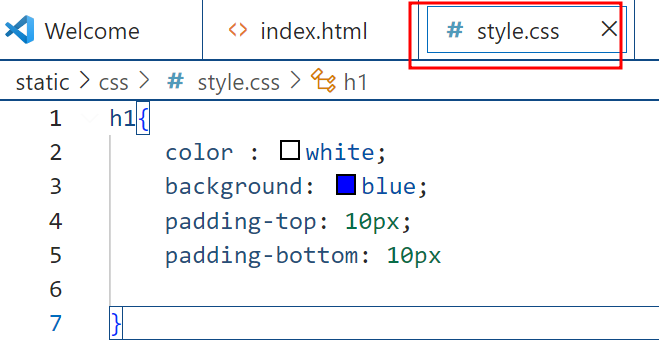 Welcome <> index.html # style.css ×
static > css > # style.css > h1
1 h1{
2 color : white;
3 background: blue;
4 padding-top: 10px;
5 padding-bottom: 10px
6
7 }